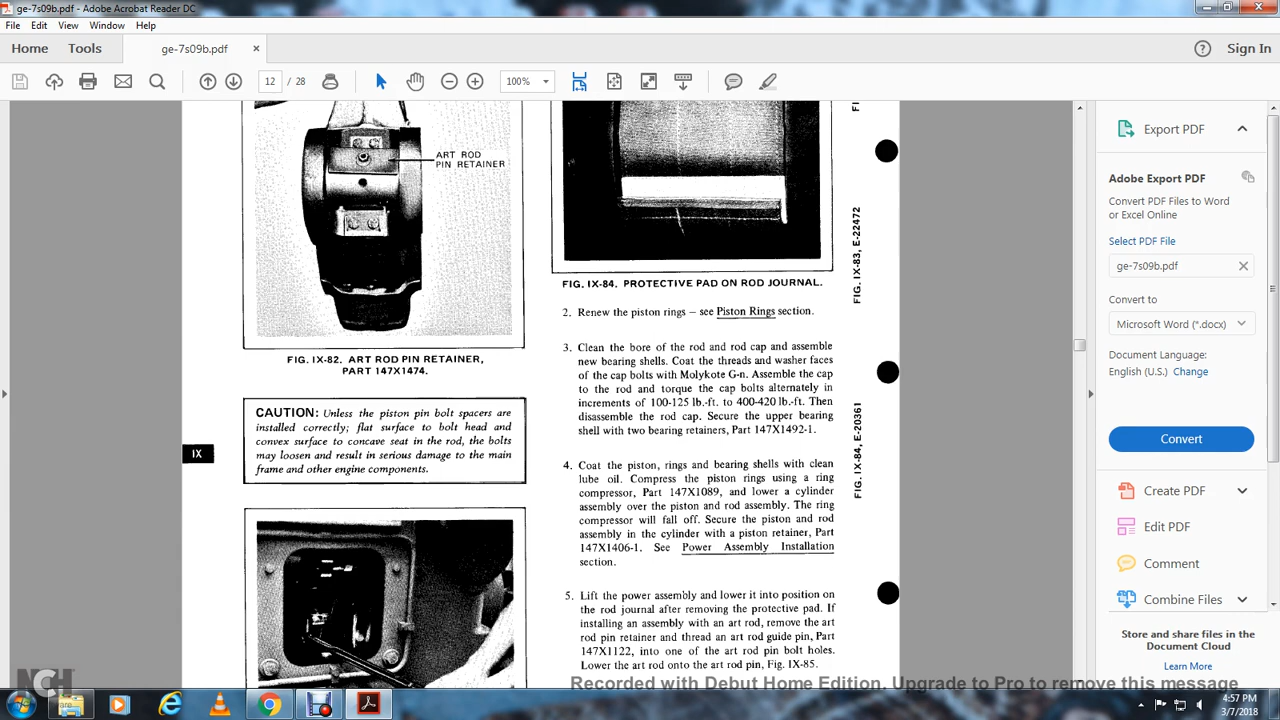 ge-7s09b.pdf - Adobe Acrobat Reader DC
File Edit View Window Help
Home Tools ge-7s09b.pdf × ? Sign In
12 / 28 100%
ART ROD
PIN RETAINER
FIG. IX-82. ART ROD PIN RETAINER,
PART 147X1474.
CAUTION: Unless the piston pin bolt spacers are
installed correctly; flat surface to bolt head and
convex surface to concave seat in the rod, the bolts
may loosen and result in serious damage to the main
frame and other engine components.
IX
FIG. IX-84. PROTECTIVE PAD ON ROD JOURNAL.
2. Renew the piston rings – see Piston Rings section.
3. Clean the bore of the rod and rod cap and assemble
new bearing shells. Coat the threads and washer faces
of the cap bolts with Molykote G-n. Assemble the cap
to the rod and torque the cap bolts alternately in
increments of 100-125 lb.-ft. to 400-420 lb.-ft. Then
disassemble the rod cap. Secure the upper bearing
shell with two bearing retainers, Part 147X1492-1.
4. Coat the piston, rings and bearing shells with clean
lube oil. Compress the piston rings using a ring
compressor, Part 147X1089, and lower a cylinder
assembly over the piston and rod assembly. The ring
compressor will fall off. Secure the piston and rod
assembly in the cylinder with a piston retainer, Part
147X1406-1. See Power Assembly Installation
section.
5. Lift the power assembly and lower it into position on
the rod journal after removing the protective pad. If
installing an assembly with an art rod, remove the art
rod pin retainer and thread an art rod guide pin, Part
147X1122, into one of the art rod pin bolt holes.
Lower the art rod onto the art rod pin, Fig. IX-85.
FIG. IX-83, E-22472
FIG. IX-84, E-20361
Export PDF
Adobe Export PDF
Convert PDF Files to Word
or Excel Online
Select PDF File
ge-7s09b.pdf
Convert to
Microsoft Word (*.docx)
Document Language:
English (U.S.) Change
Convert
Create PDF
Edit PDF
Comment
Combine Files
Store and share files in the
Document Cloud
Learn More
NCH
Recorded with Debut Home Edition. Upgrade to Pro to remove this message
4:57 PM
3/7/2018